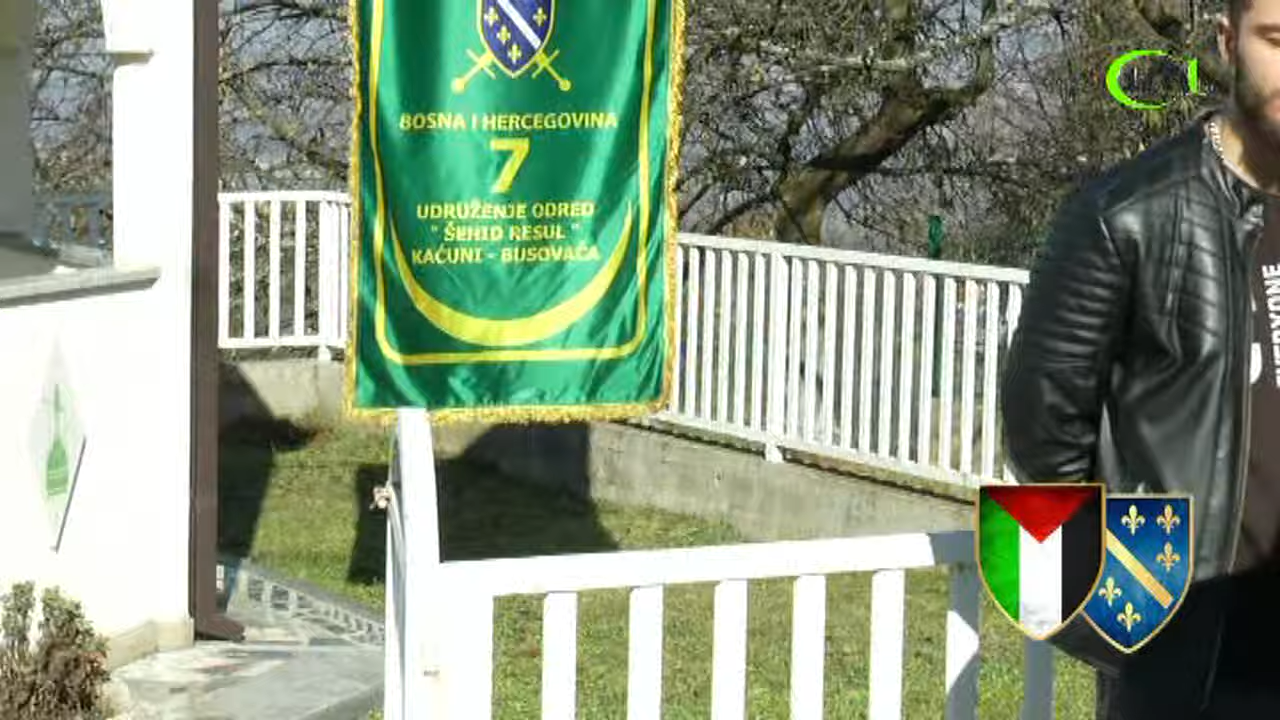 BOSNA I HERCEGOVINA
7
UDRUŽENJE ODRED
" ŠEHID RESUL "
KAĆUNI - BUSOVAČA